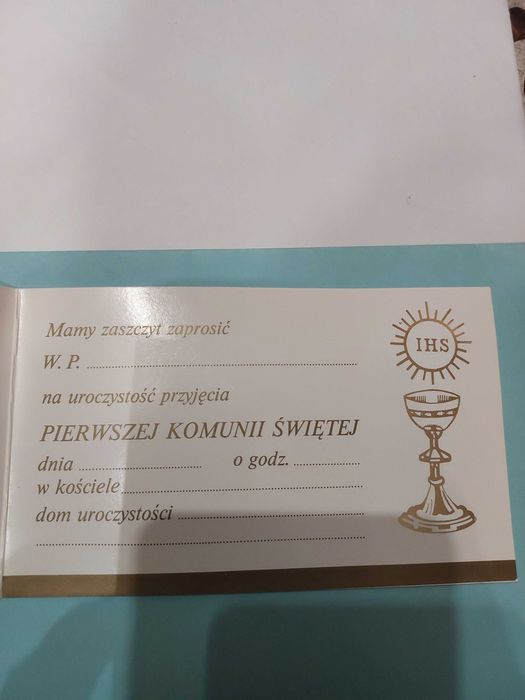 Mamy zaszczyt zaprosić
W. P. ................................................................
na uroczystość przyjęcia
PIERWSZEJ KOMUNII ŚWIĘTEJ
dnia ............................. o godz. ................
w kościele..........................................................
dom uroczystości .............................................
................................................................................
IHS